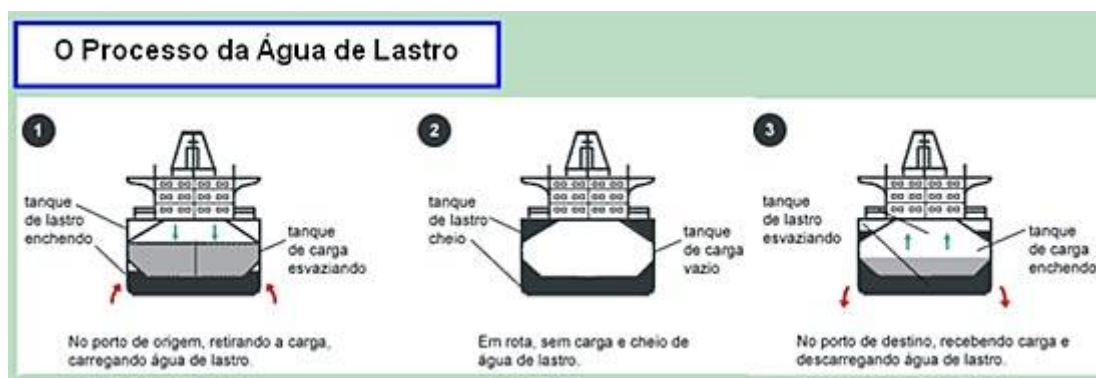 O Processo da Água de Lastro
1
tanque
de lastro
enchendo
tanque
de carga
esvaziando
No porto de origem, retirando a carga,
carregando água de lastro.
2
tanque
de lastro
cheio
tanque
de carga
vazio
Em rota, sem carga e cheio de
água de lastro.
3
tanque
de lastro
esvaziando
tanque
de carga
enchendo
No porto de destino, recebendo carga e
descarregando água de lastro.